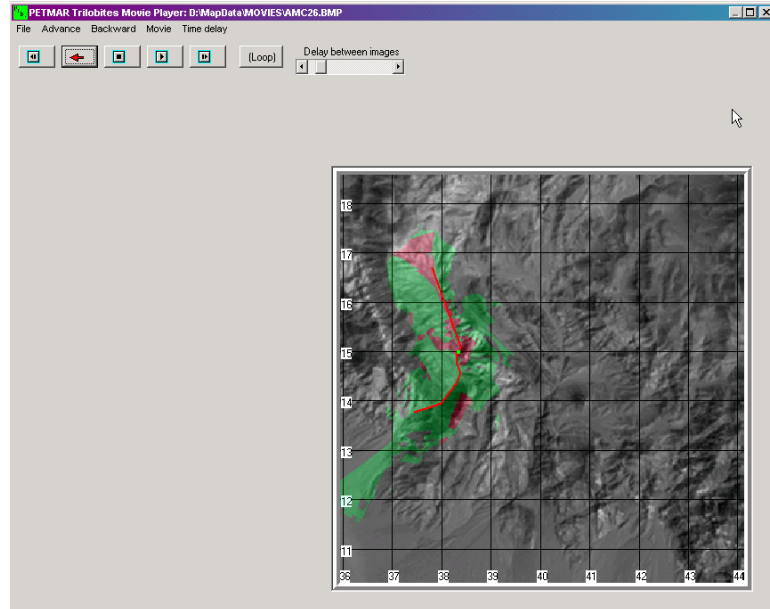 PETMAR Trilobites Movie Player: D:\MapData\MOVIES\AMC26.BMP
File Advance Backward Movie Time delay
(Loop)
Delay between images
18
17
16
15
14
13
12
11
36 37 38 39 40 41 42 43 44